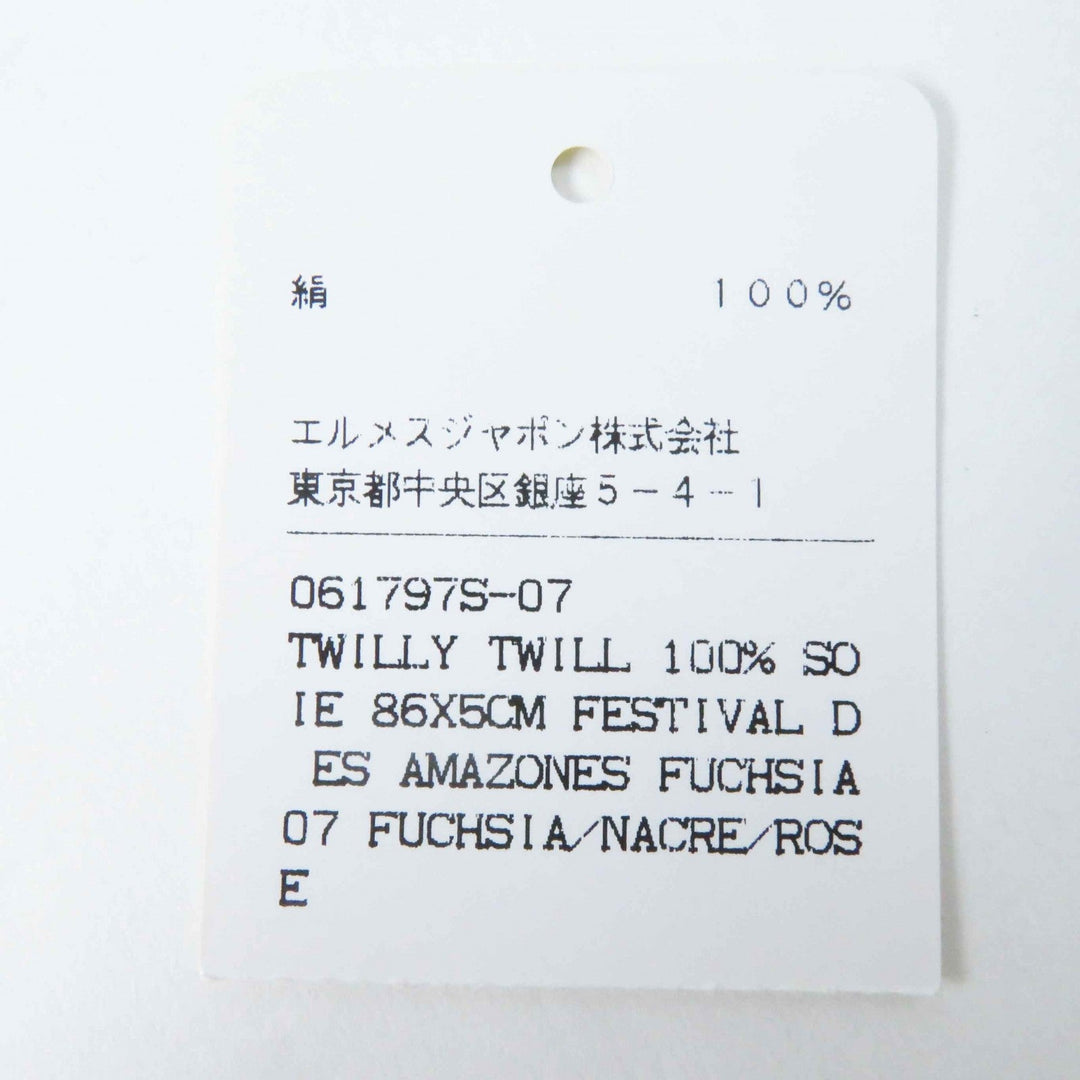 絹 100%
エルメスジャポン株式会社
東京都中央区銀座5-4-1
061797S-07
TWILLY TWILL 100% SO
IE 86X5CM FESTIVAL D
ES AMAZONES FUCHSIA
07 FUCHSIA/NACRE/ROS
E